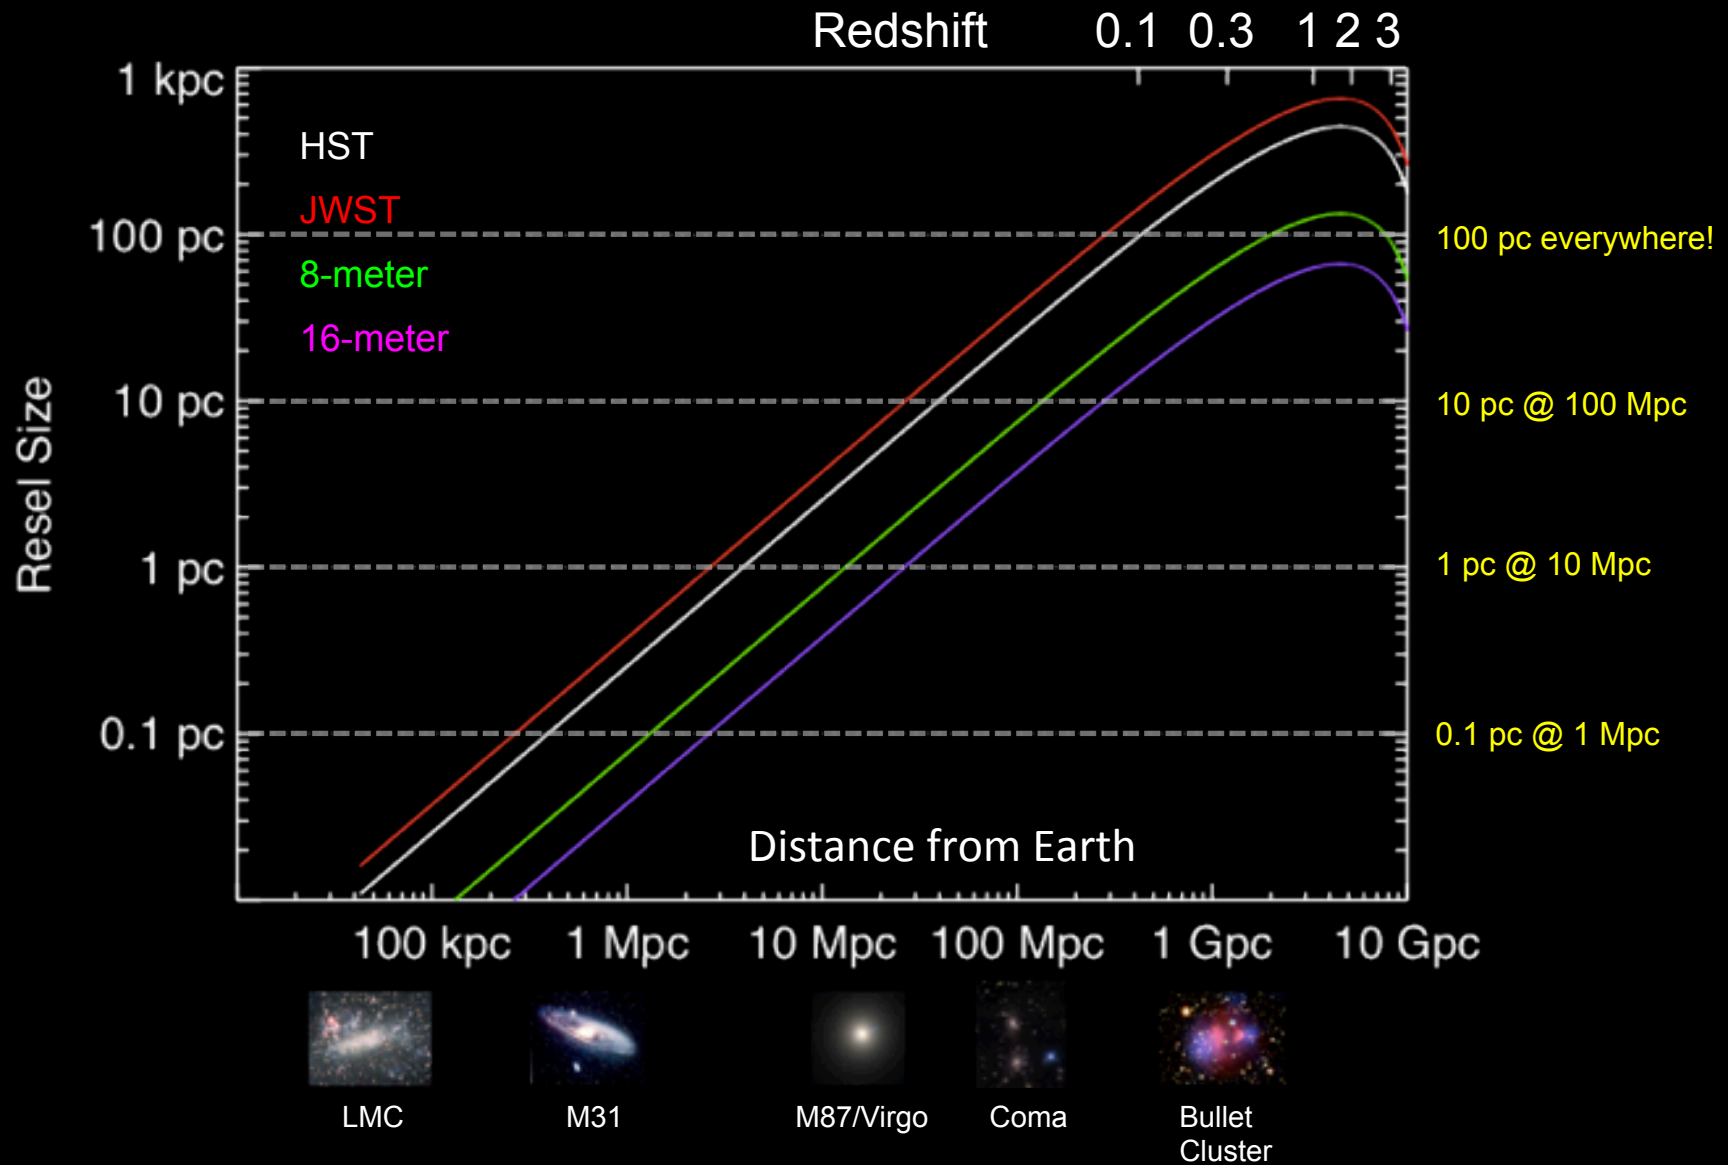 Redshift 0.1 0.3 1 2 3
1 kpc
HST
JWST
100 pc
100 pc everywhere!
8-meter
16-meter
Resel Size
10 pc
10 pc @ 100 Mpc
1 pc
1 pc @ 10 Mpc
0.1 pc
0.1 pc @ 1 Mpc
Distance from Earth
100 kpc 1 Mpc 10 Mpc 100 Mpc 1 Gpc 10 Gpc
LMC M31 M87/Virgo Coma Bullet
Cluster